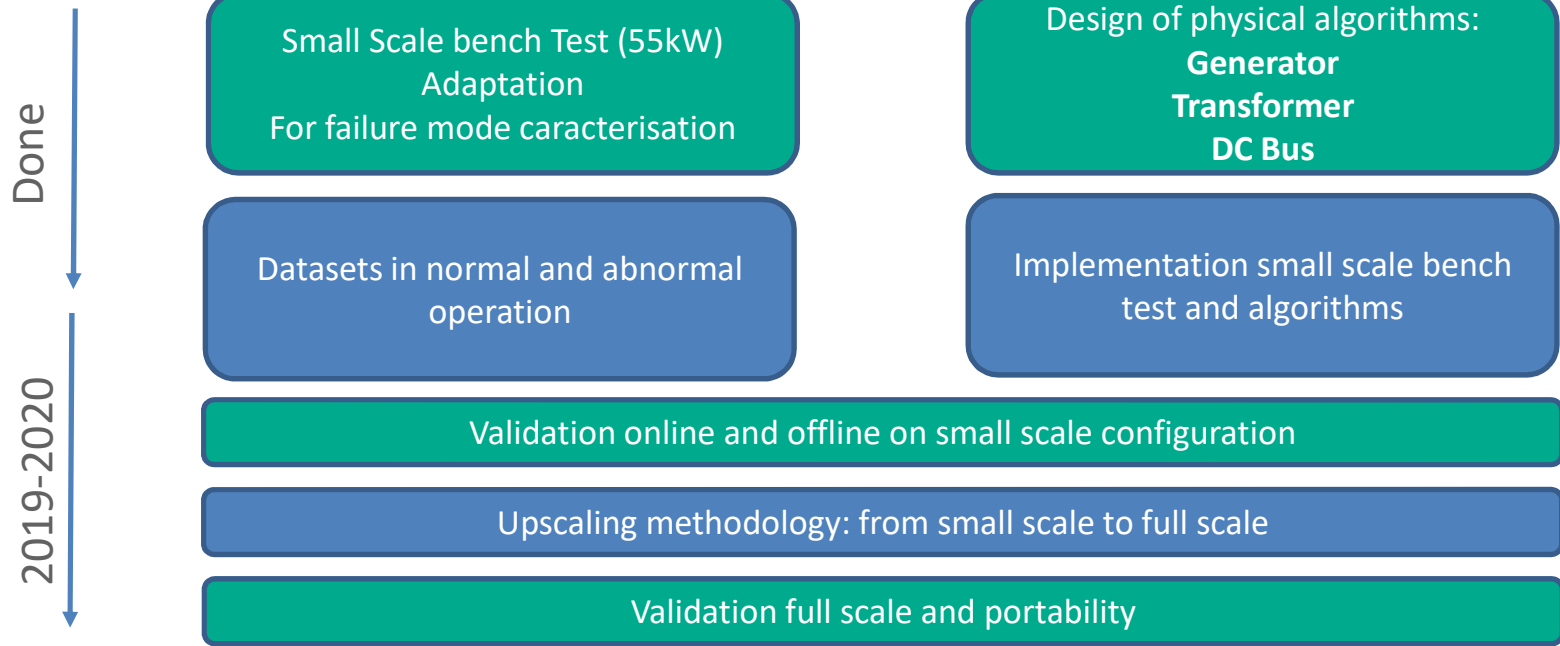 Done
Small Scale bench Test (55kW)
Adaptation
For failure mode caracterisation
Design of physical algorithms:
Generator
Transformer
DC Bus
Datasets in normal and abnormal
operation
Implementation small scale bench
test and algorithms
2019-2020
Validation online and offline on small scale configuration
Upscaling methodology: from small scale to full scale
Validation full scale and portability